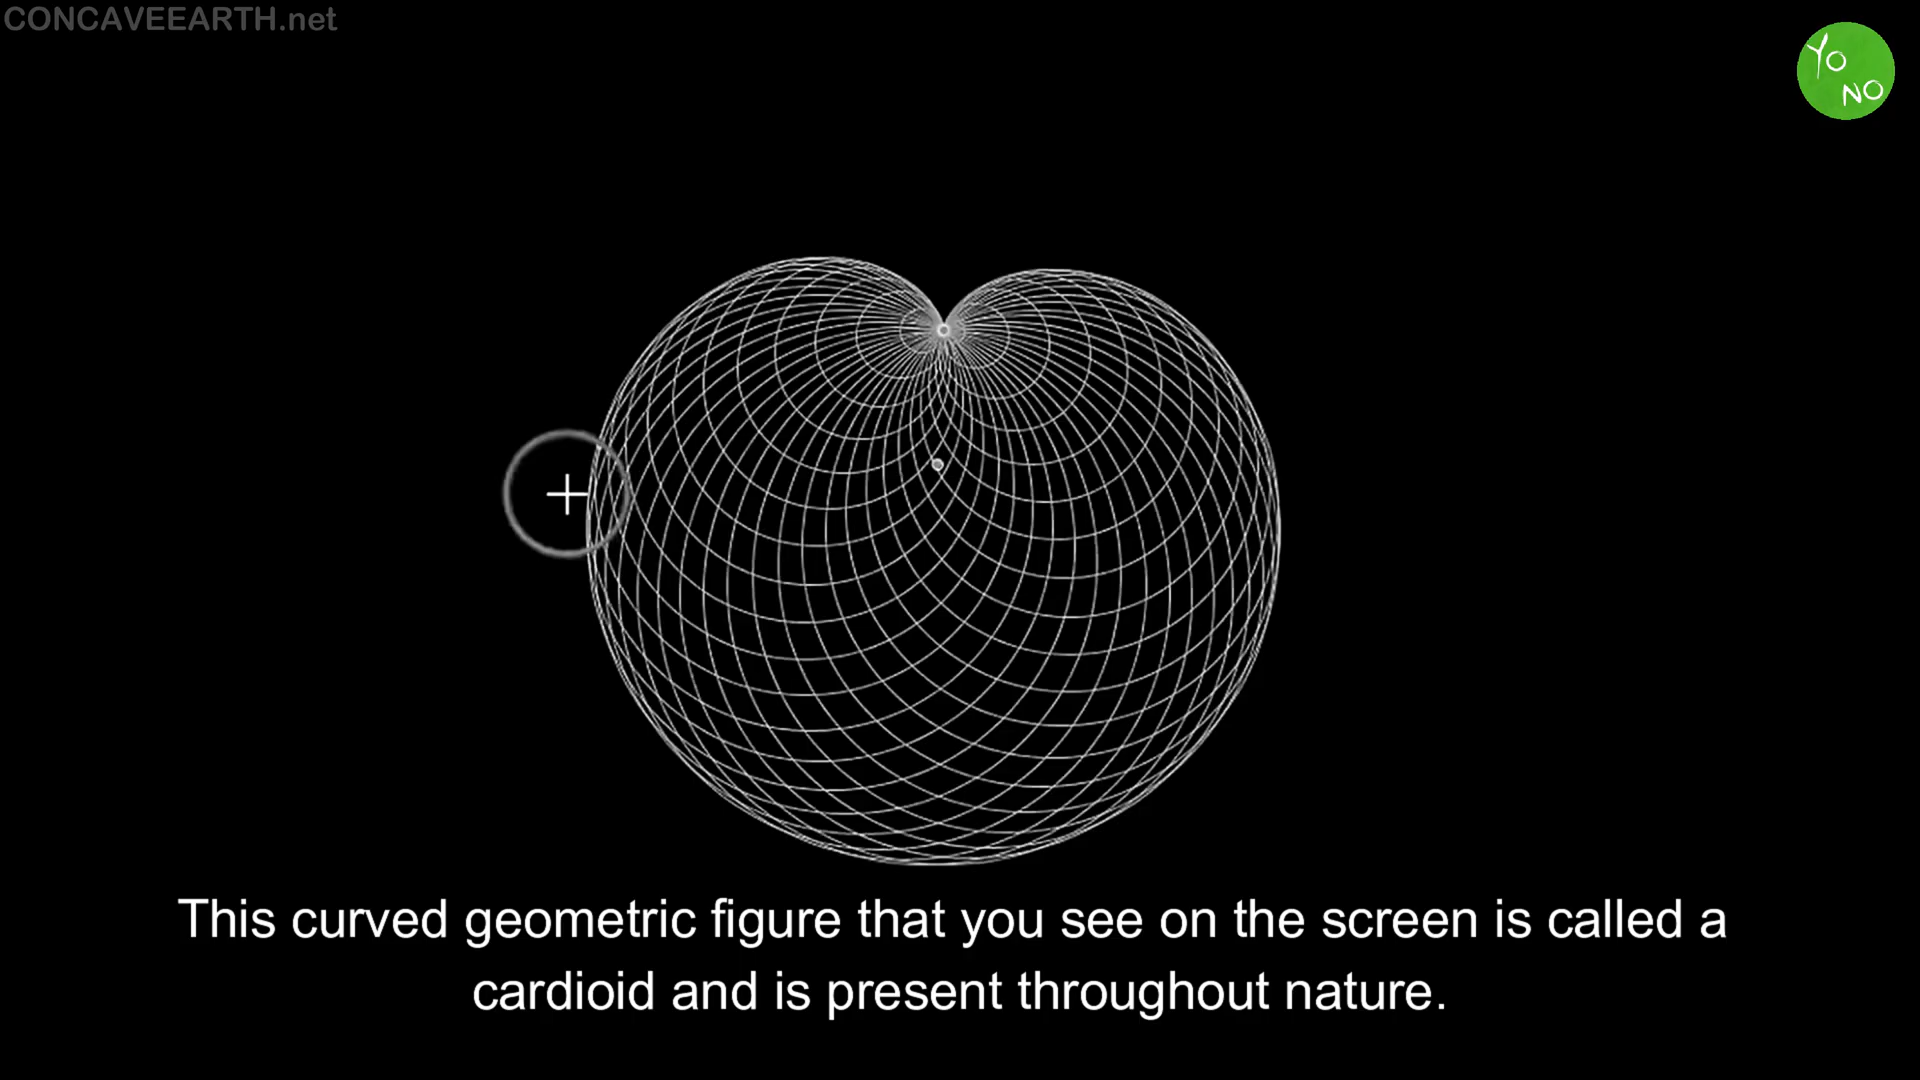 CONCAVEEARTH.net
Yo
NO
This curved geometric figure that you see on the screen is called a
cardioid and is present throughout nature.